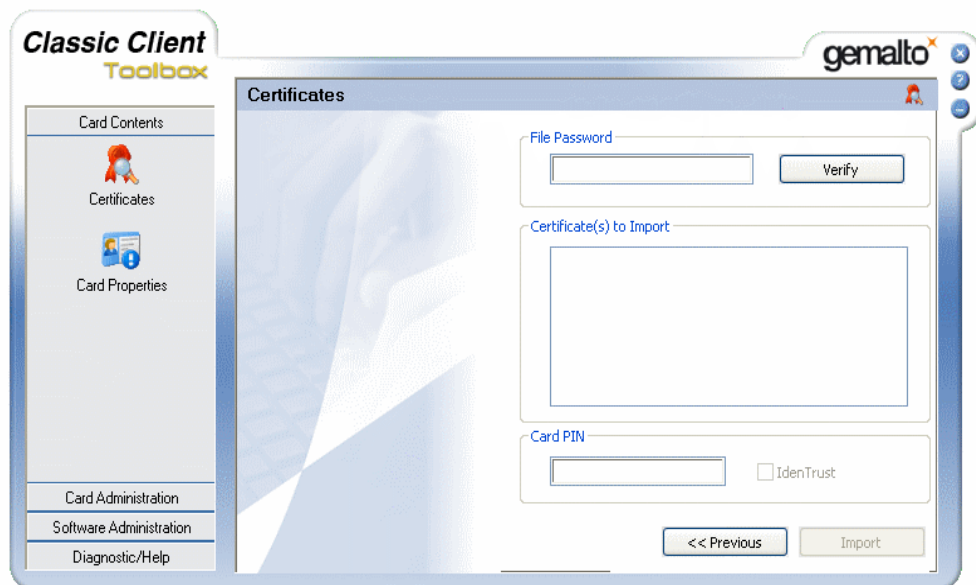 Classic Client
Toolbox
gemalto
Card Contents
Certificates
Card Properties
Card Administration
Software Administration
Diagnostic/Help
Certificates
File Password
Verify
Certificate(s) to Import
Card PIN
IdenTrust
<< Previous
Import